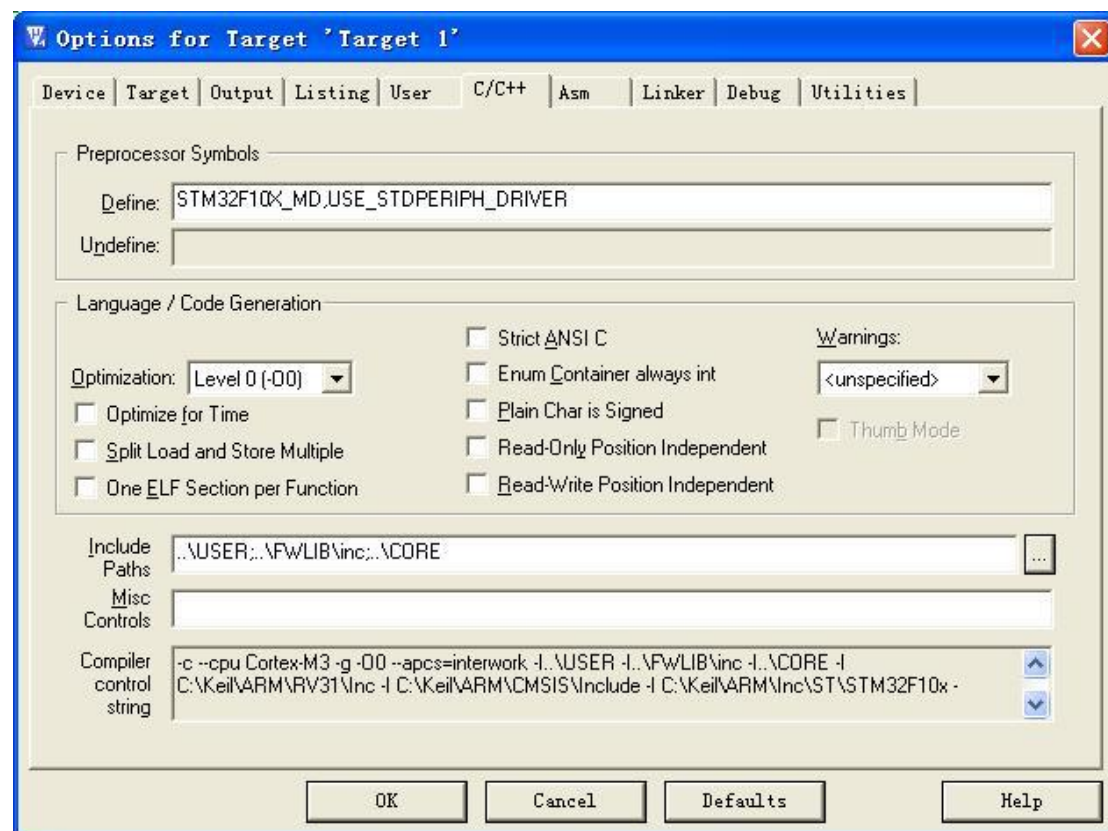 Options for Target 'Target 1'
Device Target Output Listing User C/C++ Asm Linker Debug Utilities
Preprocessor Symbols
Define: STM32F10X_MD,USE_STDPERIPH_DRIVER
Undefine:
Language / Code Generation
Strict ANSI C Warnings:
Optimization: Level 0 (-O0) Enum Container always int <unspecified>
Optimize for Time Plain Char is Signed
Split Load and Store Multiple Read-Only Position Independent Thumb Mode
One ELF Section per Function Read-Write Position Independent
Include Paths ..\USER;..\FWLIB\inc;..\CORE ...
Misc Controls
Compiler control string -c --cpu Cortex-M3 -g -O0 --apcs=interwork -I..\USER -I..\FWLIB\inc -I..\CORE -I
C:\Keil\ARM\RV31\Inc -I C:\Keil\ARM\CMSIS\Include -I C:\Keil\ARM\Inc\ST\STM32F10x -
OK Cancel Defaults Help